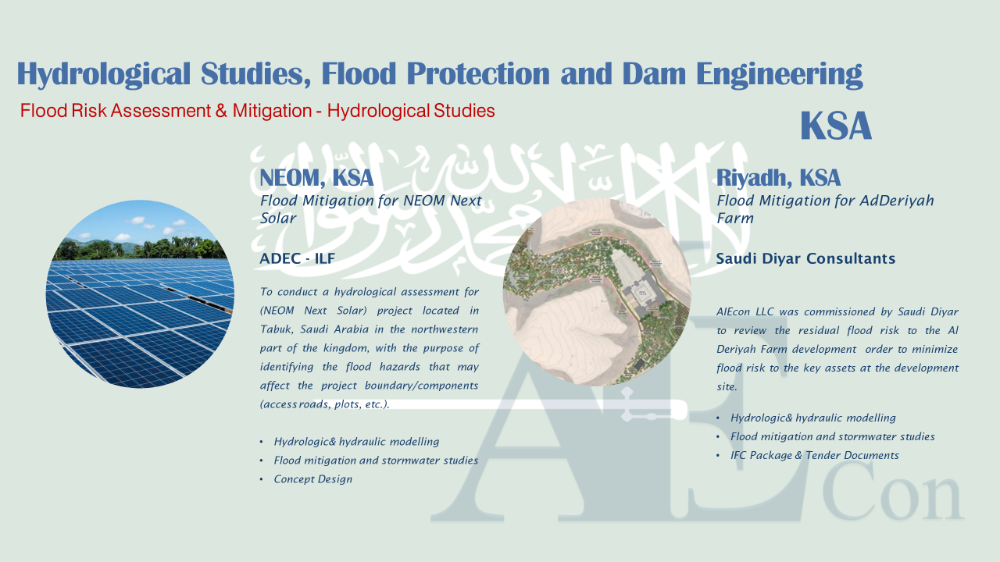 Hydrological Studies, Flood Protection and Dam Engineering
Flood Risk Assessment & Mitigation - Hydrological Studies
KSA
NEOM, KSA
Flood Mitigation for NEOM Next
Solar
ADEC - ILF
To conduct a hydrological assessment for
(NEOM Next Solar) project located in
Tabuk, Saudi Arabia in the northwestern
part of the kingdom, with the purpose of
identifying the flood hazards that may
affect the project boundary/components
(access roads, plots, etc.).
• Hydrologic& hydraulic modelling
• Flood mitigation and stormwater studies
• Concept Design
Riyadh, KSA
Flood Mitigation for AdDeriyah
Farm
Saudi Diyar Consultants
AIEcon LLC was commissioned by Saudi Diyar
to review the residual flood risk to the Al
Deriyah Farm development order to minimize
flood risk to the key assets at the development
site.
• Hydrologic& hydraulic modelling
• Flood mitigation and stormwater studies
• IFC Package & Tender Documents
لا إله إلا الله محمد رسول الله
AE Con